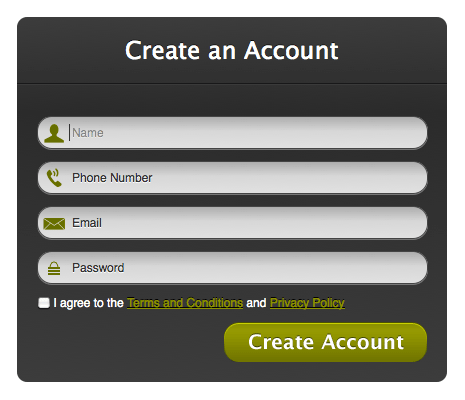 Create an Account
Name
Phone Number
Email
Password
I agree to the Terms and Conditions and Privacy Policy
Create Account